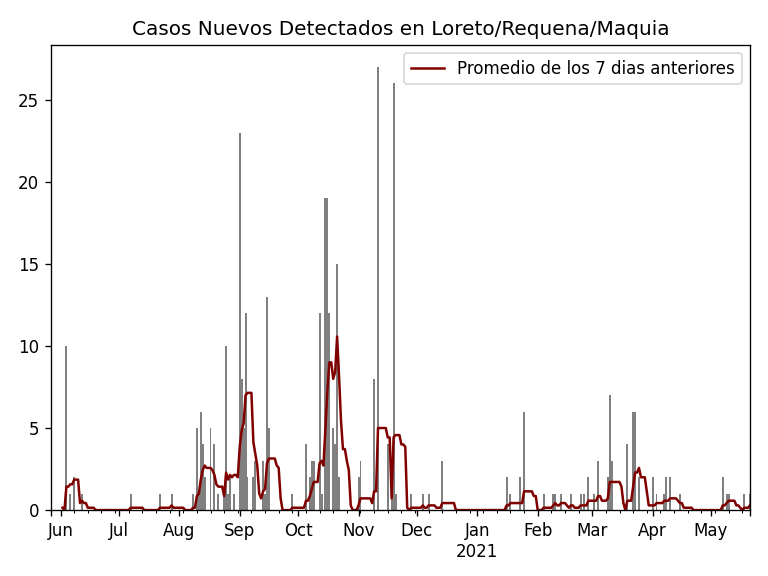 Casos Nuevos Detectados en Loreto/Requena/Maquia
Promedio de los 7 dias anteriores
25
20
15
10
5
0
Jun Jul Aug Sep Oct Nov Dec Jan Feb Mar Apr May
2021